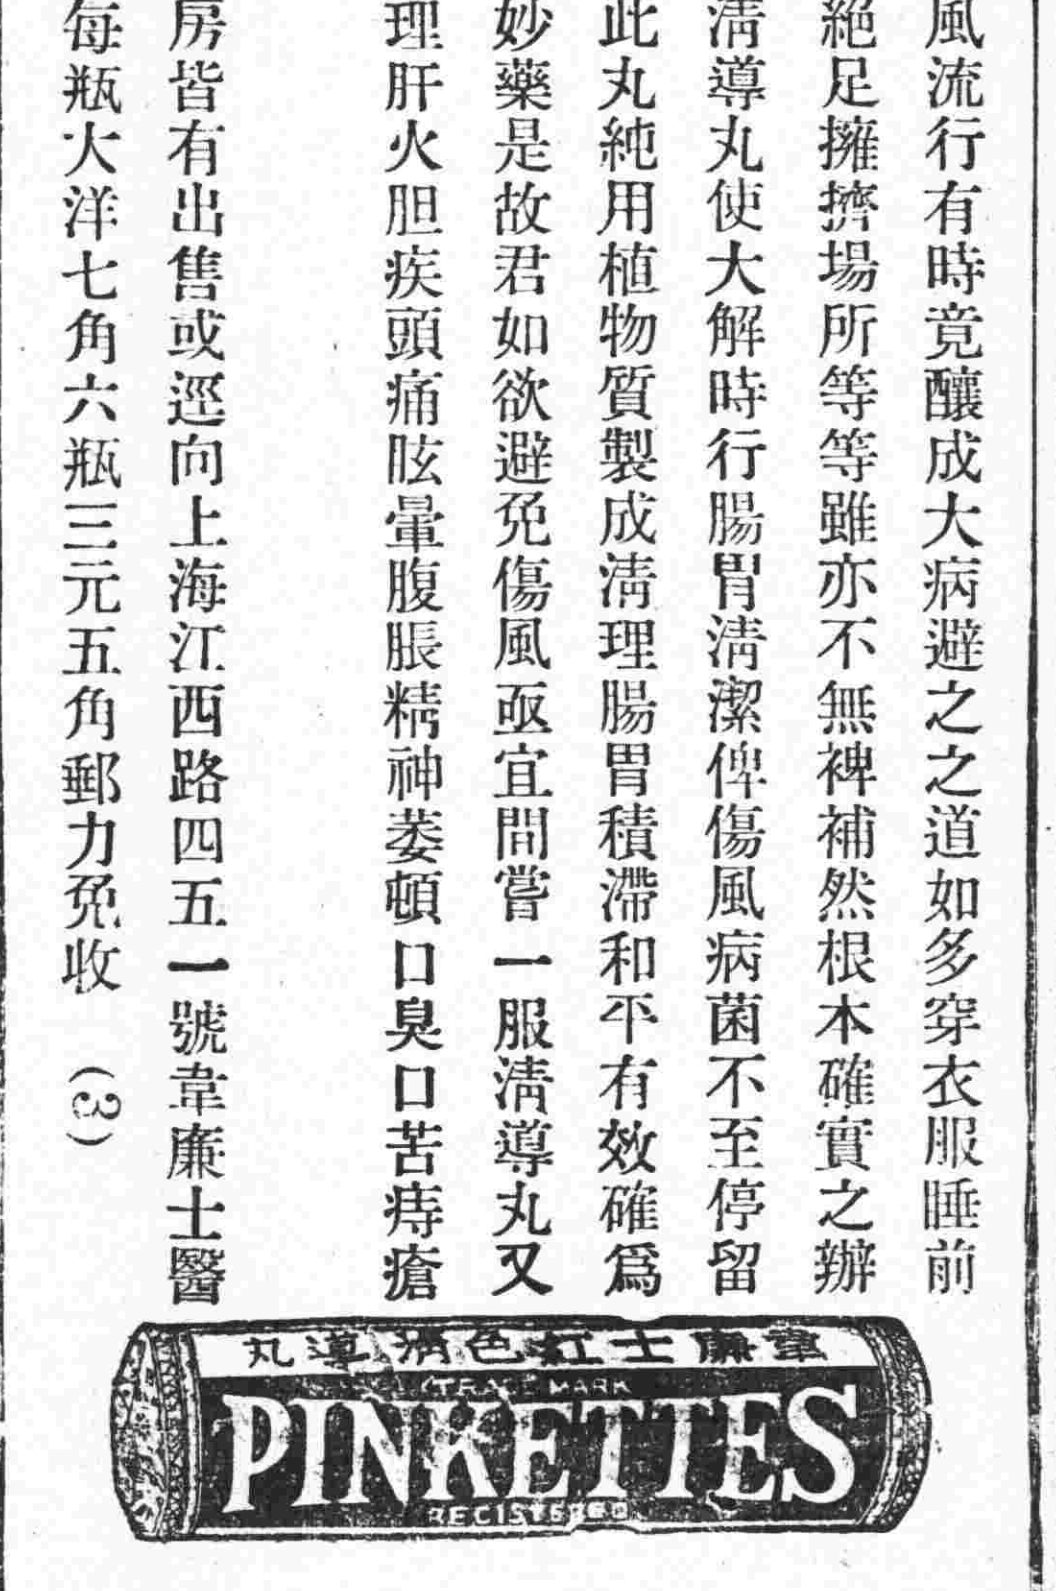 風流行有時竟釀成大病避之之道如多穿衣服睡前
絕足擁擠場所等等雖亦不無裨補然根本確實之辦
淸導丸使大解時行腸胃淸潔俾傷風病菌不至停留
此丸純用植物質製成淸理腸胃積滯和平有效確爲
妙藥是故君如欲避免傷風亟宜間嘗一服淸導丸又
理肝火胆疾頭痛眩暈腹脹精神萎頓口臭口苦痔瘡
房皆有出售或逕向上海江西路四五一號韋廉士醫
每瓶大洋七角六瓶三元五角郵力免收 (3)
韋廉士紅色淸導丸
TRADE MARK
PINKETTES
REGISTERED